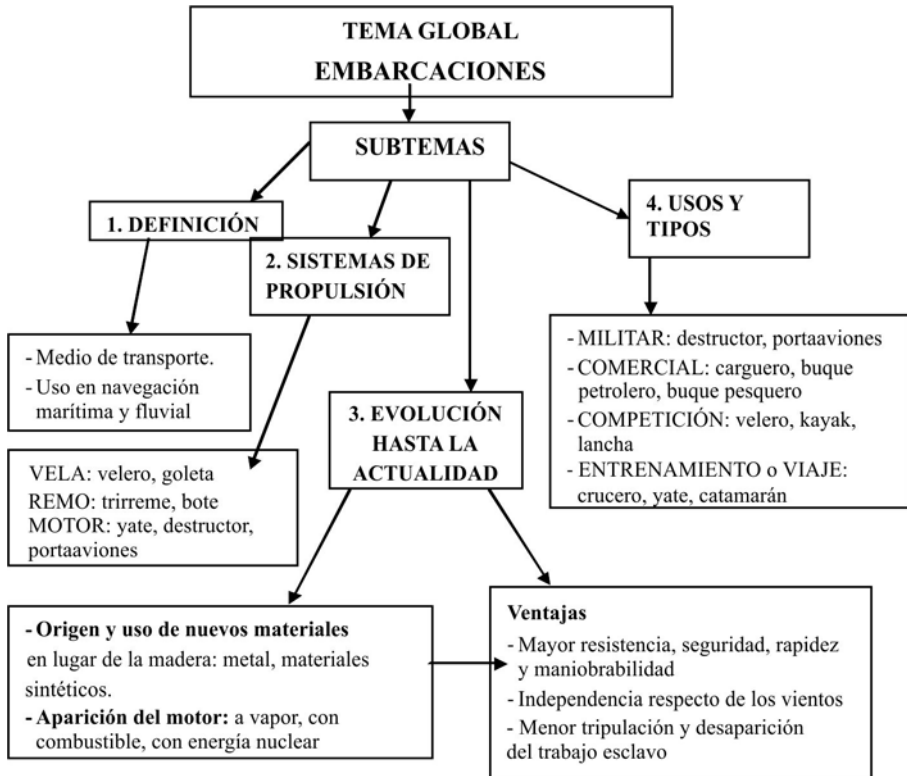 TEMA GLOBAL
EMBARCACIONES
SUBTEMAS
1. DEFINICIÓN
2. SISTEMAS DE
PROPULSIÓN
4. USOS Y
TIPOS
- Medio de transporte.
- Uso en navegación
marítima y fluvial
VELA: velero, goleta
REMO: trirreme, bote
MOTOR: yate, destructor,
portaaviones
3. EVOLUCIÓN
HASTA LA
ACTUALIDAD
- MILITAR: destructor, portaaviones
- COMERCIAL: carguero, buque
petrolero, buque pesquero
- COMPETICIÓN: velero, kayak,
lancha
- ENTRENAMIENTO o VIAJE:
crucero, yate, catamarán
- Origen y uso de nuevos materiales
en lugar de la madera: metal, materiales
sintéticos.
- Aparición del motor: a vapor, con
combustible, con energía nuclear
Ventajas
- Mayor resistencia, seguridad, rapidez
y maniobrabilidad
- Independencia respecto de los vientos
- Menor tripulación y desaparición
del trabajo esclavo